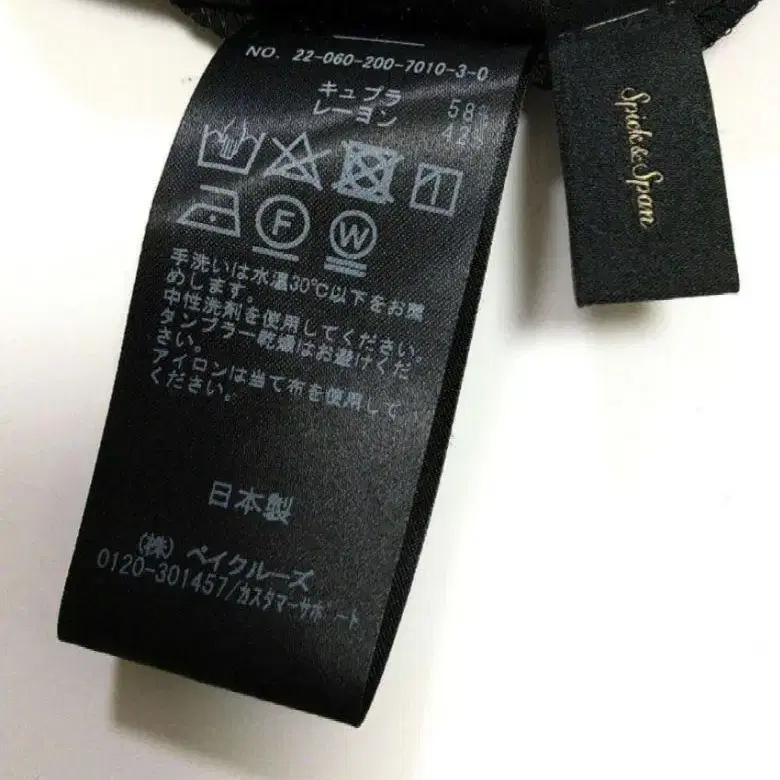 NO. 22-060-200-7010-3-0
キュプラ 58%
レーヨン 42%
F
W
手洗いは水温30℃以下をお薦
めします。
中性洗剤を使用してください。
タンブラー乾燥はお避けくだ
さい。
アイロンは当て布を使用して
ください。
日本製
(株) ベイクルーズ
0120-301457/カスタマーサポート
Spick & Span